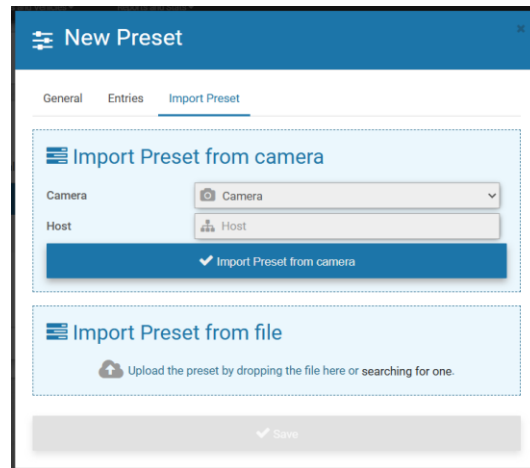 New Preset
General Entries Import Preset
Import Preset from camera
Camera Camera
Host Host
Import Preset from camera
Import Preset from file
Upload the preset by dropping the file here or searching for one.
Save